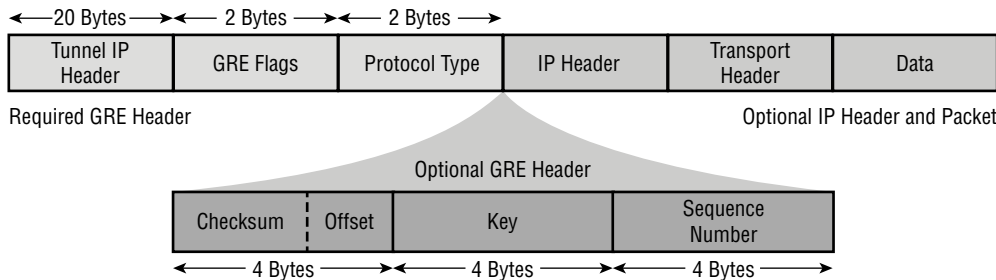 20 Bytes 2 Bytes 2 Bytes
Tunnel IP Header GRE Flags Protocol Type IP Header Transport Header Data
Required GRE Header Optional IP Header and Packet
Optional GRE Header
Checksum Offset Key Sequence Number
4 Bytes 4 Bytes 4 Bytes